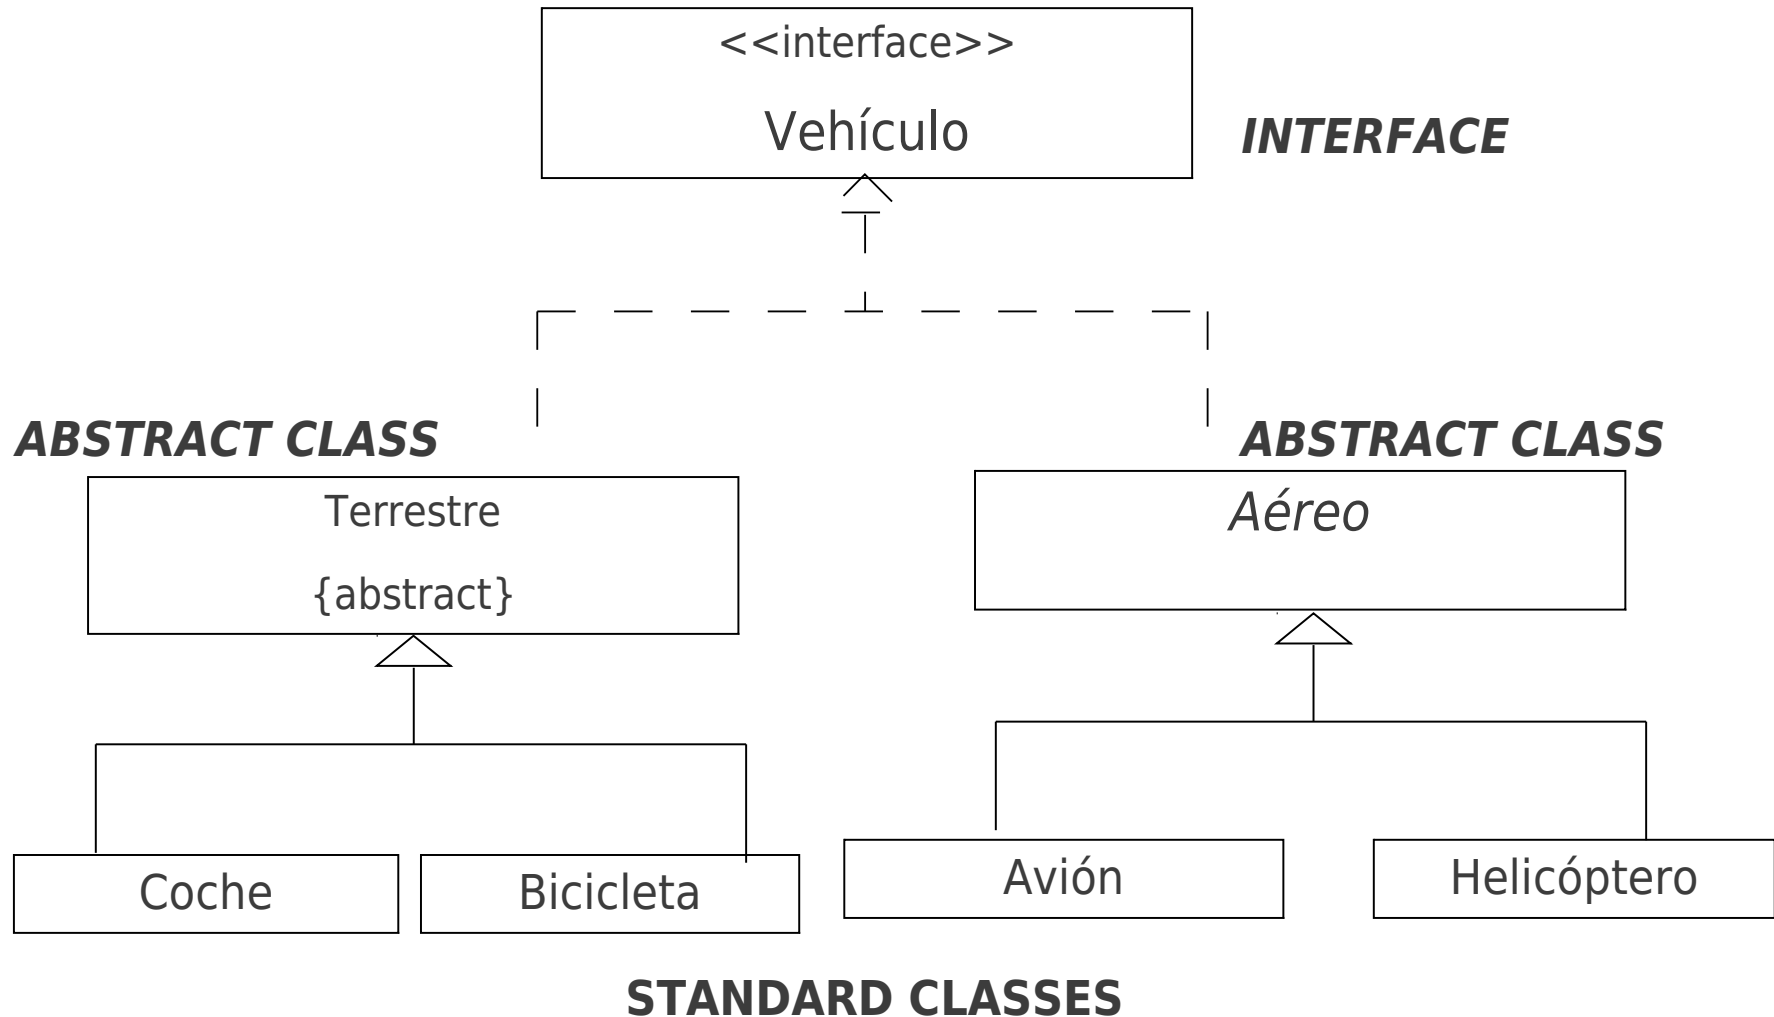 <<interface>>
Vehículo
INTERFACE
ABSTRACT CLASS
ABSTRACT CLASS
Terrestre
{abstract}
Aéreo
Coche
Bicicleta
Avión
Helicóptero
STANDARD CLASSES